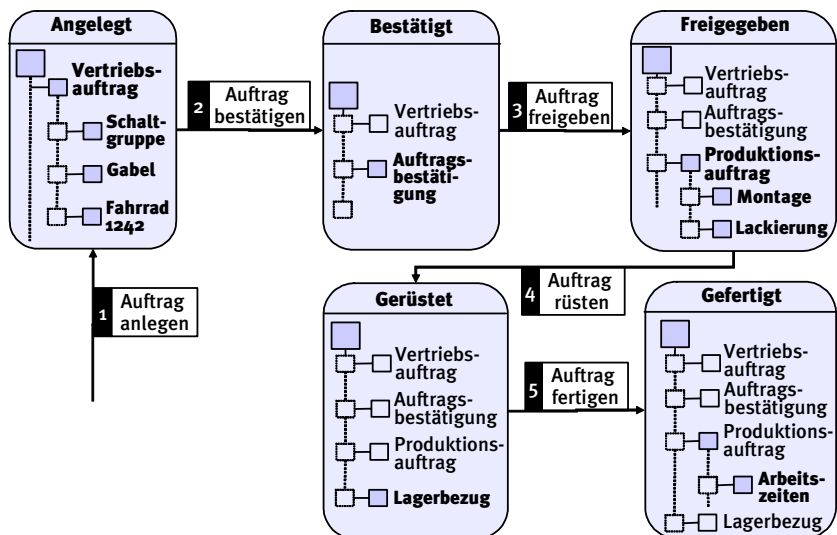 Angelegt
Vertriebs-
auftrag
Schalt-
gruppe
Gabel
Fahrrad
1242
2 Auftrag
bestätigen
Bestätigt
Vertriebs-
auftrag
Auftrags-
bestäti-
gung
3 Auftrag
freigeben
Freigegeben
Vertriebs-
auftrag
Auftrags-
bestätigung
Produktions-
auftrag
Montage
Lackierung
1 Auftrag
anlegen
4 Auftrag
rüsten
Gerüstet
Vertriebs-
auftrag
Auftrags-
bestätigung
Produktions-
auftrag
Lagerbezug
5 Auftrag
fertigen
Gefertigt
Vertriebs-
auftrag
Auftrags-
bestätigung
Produktions-
auftrag
Arbeits-
zeiten
Lagerbezug